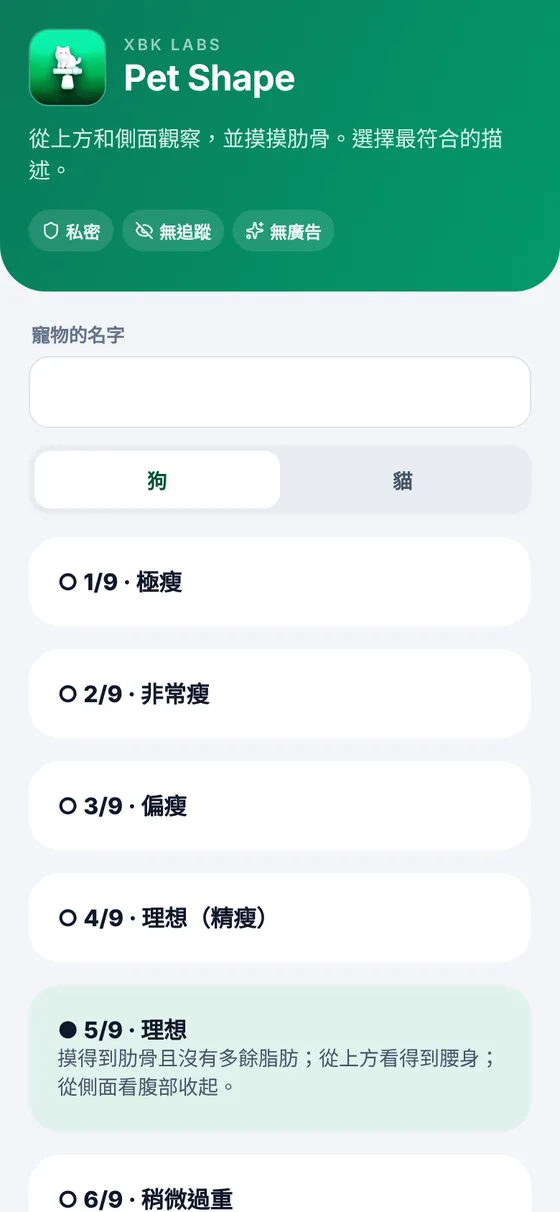 XBK LABS
Pet Shape
從上方和側面觀察，並摸摸肋骨。選擇最符合的描
述。
私密
無追蹤
無廣告
寵物的名字
狗
貓
1/9 · 極瘦
2/9 · 非常瘦
3/9 · 偏瘦
4/9 · 理想（精瘦）
5/9 · 理想
摸得到肋骨且沒有多餘脂肪；從上方看得到腰身；
從側面看腹部收起。
6/9 · 稍微過重